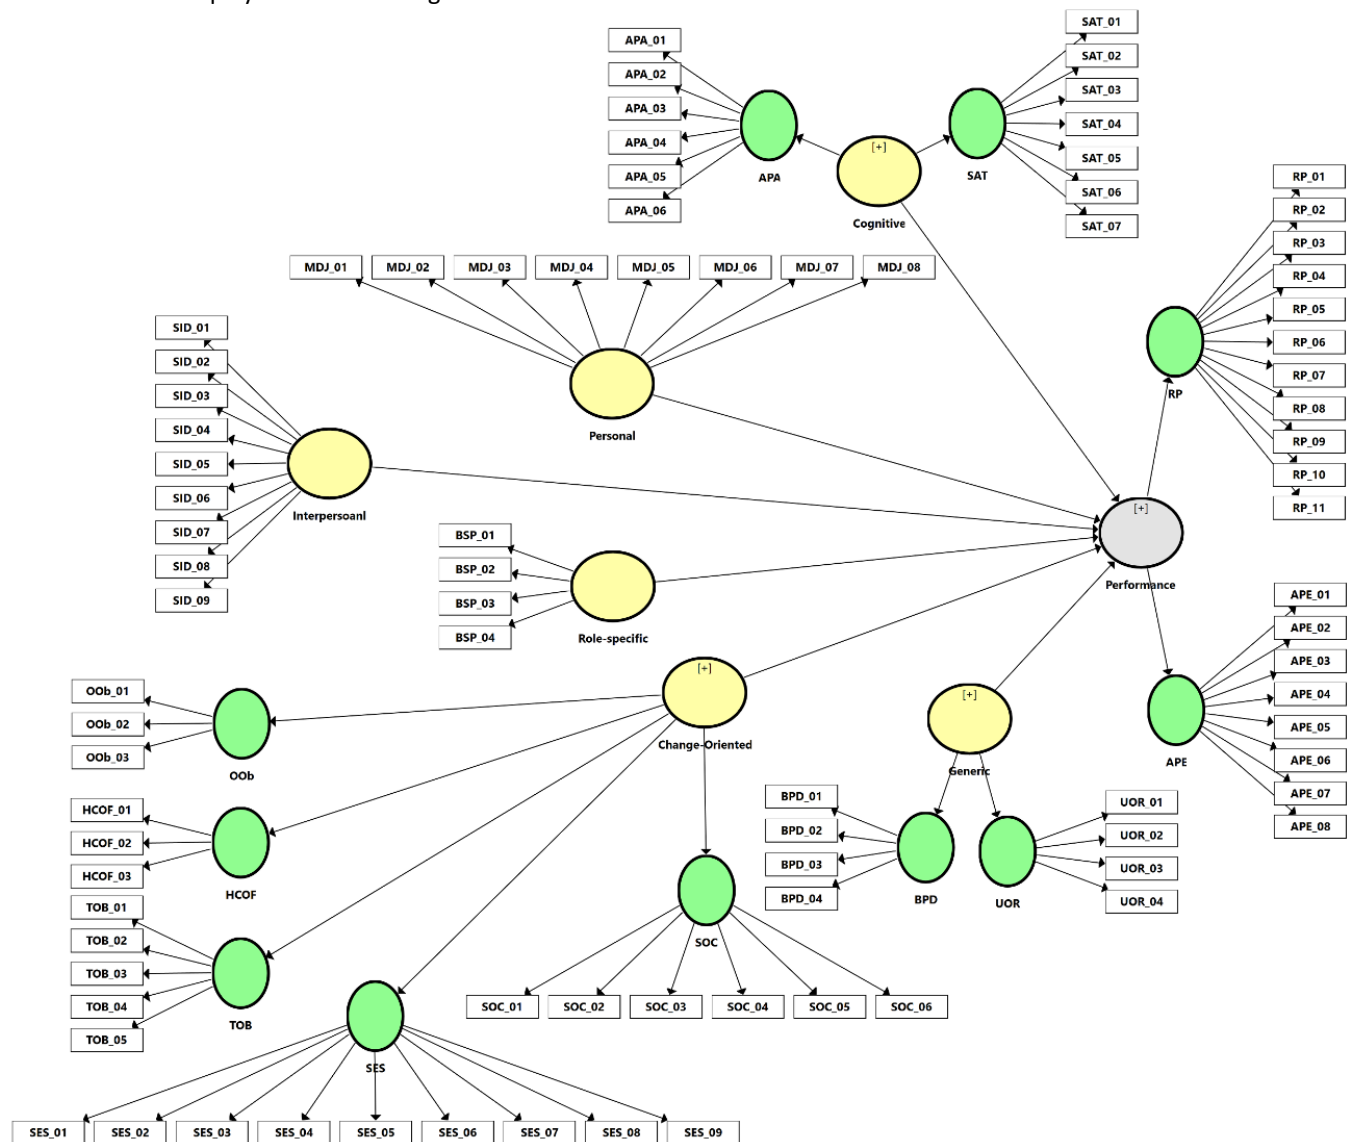 SAT_01
APA_01
SAT_02
APA_02
SAT_03
APA_03
SAT_04
APA_04
[+]
SAT_05
APA_05
APA
SAT
RP_01
SAT_06
APA_06
RP_02
Cognitive
SAT_07
RP_03
MDJ_01 MDJ_02 MDJ_03 MDJ_04 MDJ_05 MDJ_06 MDJ_07 MDJ_08
RP_04
RP_05
SID_01
RP_06
SID_02
RP_07
SID_03
RP
RP_08
SID_04
Personal
RP_09
SID_05
RP_10
SID_06
RP_11
Interpersoanl
[+]
SID_07
BSP_01
SID_08
BSP_02
Performance
SID_09
APE_01
BSP_03
APE_02
BSP_04
Role-specific
APE_03
[+]
OOb_01
[+]
APE_04
OOb_02
APE_05
Change-Oriented
OOb_03
APE_06
APE
Generic
OOb
APE_07
BPD_01
UOR_01
HCOF_01
APE_08
BPD_02
UOR_02
HCOF_02
BPD_03
UOR_03
HCOF_03
HCOF
BPD_04
BPD
UOR
UOR_04
TOB_01
TOB_02
SOC
TOB_03
TOB_04
SOC_01 SOC_02 SOC_03 SOC_04 SOC_05 SOC_06
TOB
TOB_05
SES
SES_01 SES_02 SES_03 SES_04 SES_05 SES_06 SES_07 SES_08 SES_09